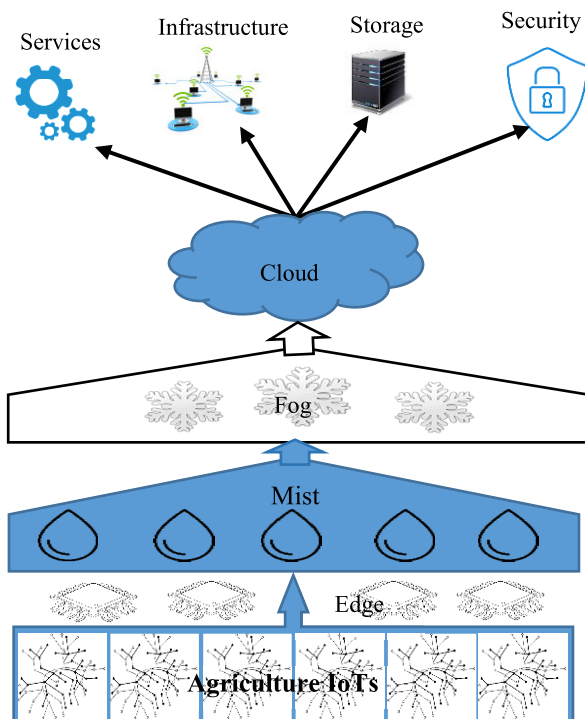 Services
Infrastructure
Storage
Security
Cloud
Fog
Mist
Edge
Agriculture IoTs